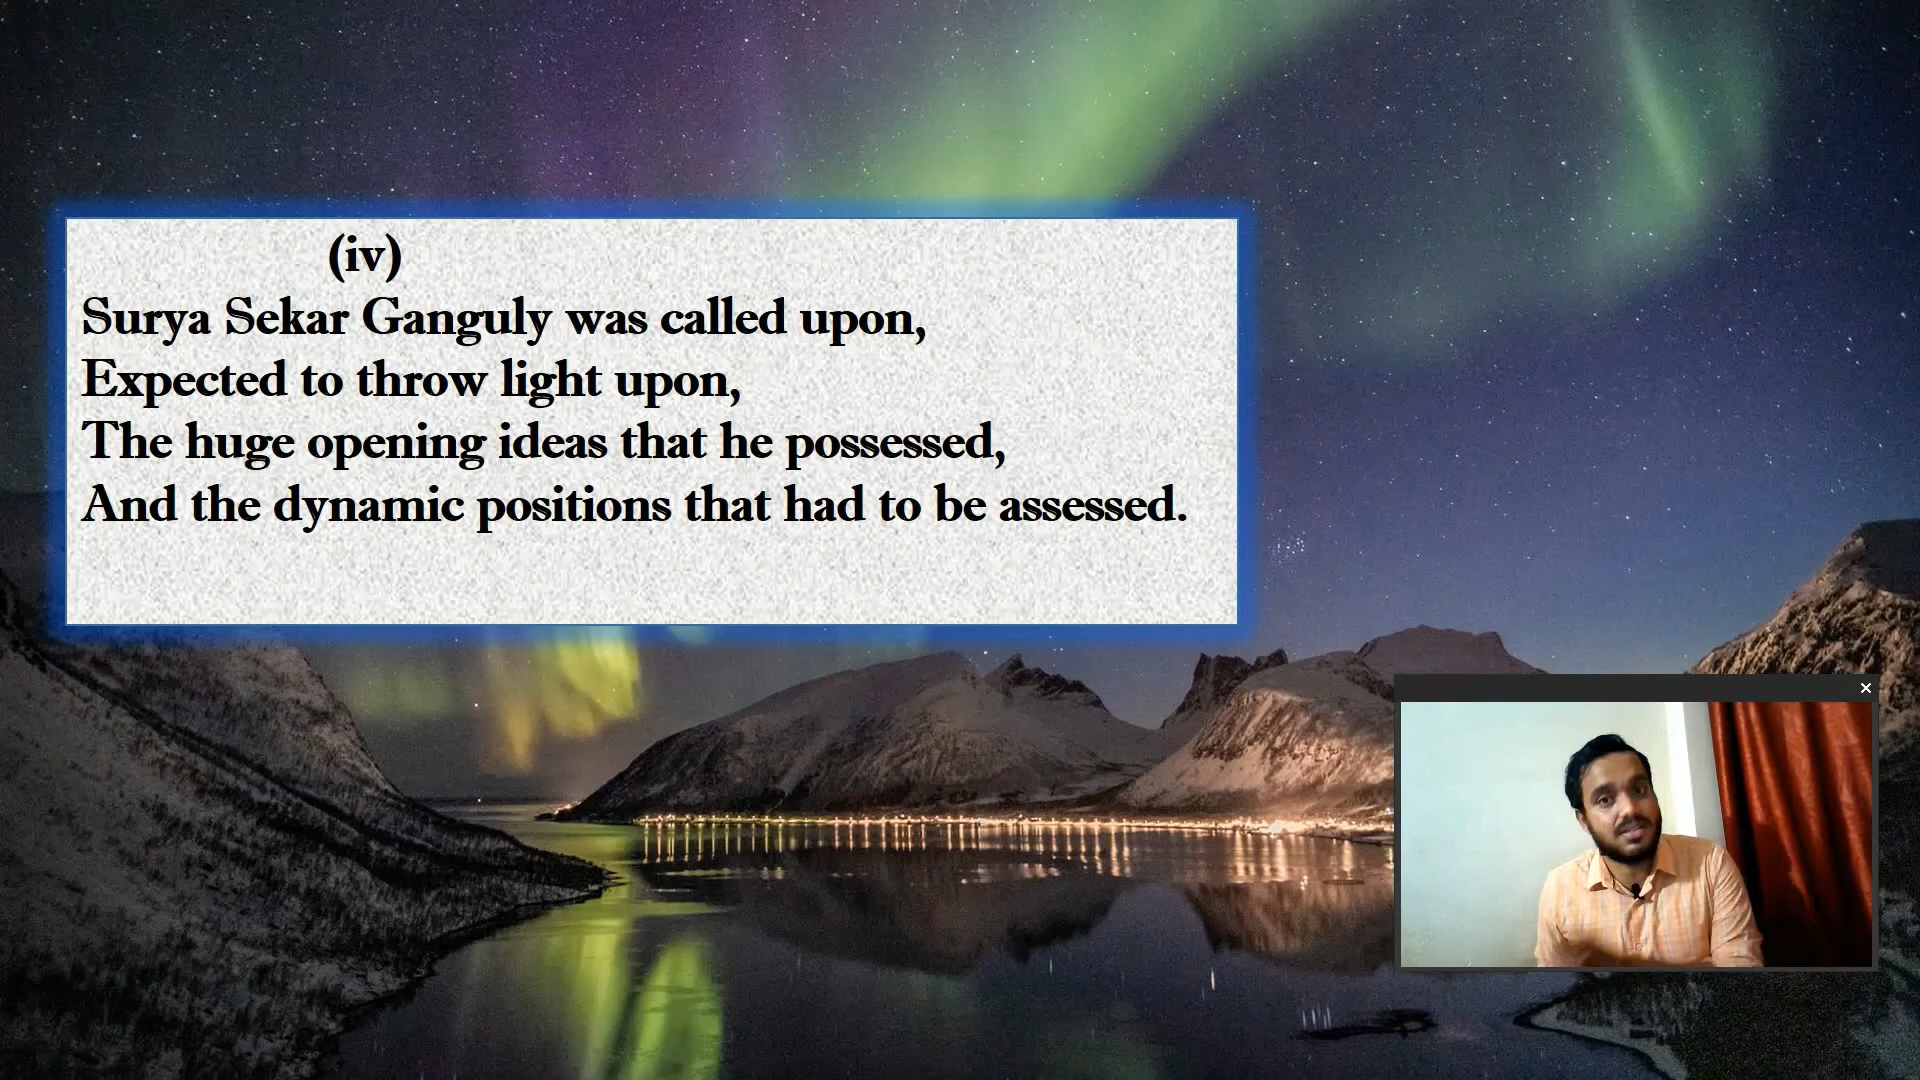 (iv)
Surya Sekar Ganguly was called upon,
Expected to throw light upon,
The huge opening ideas that he possessed,
And the dynamic positions that had to be assessed.